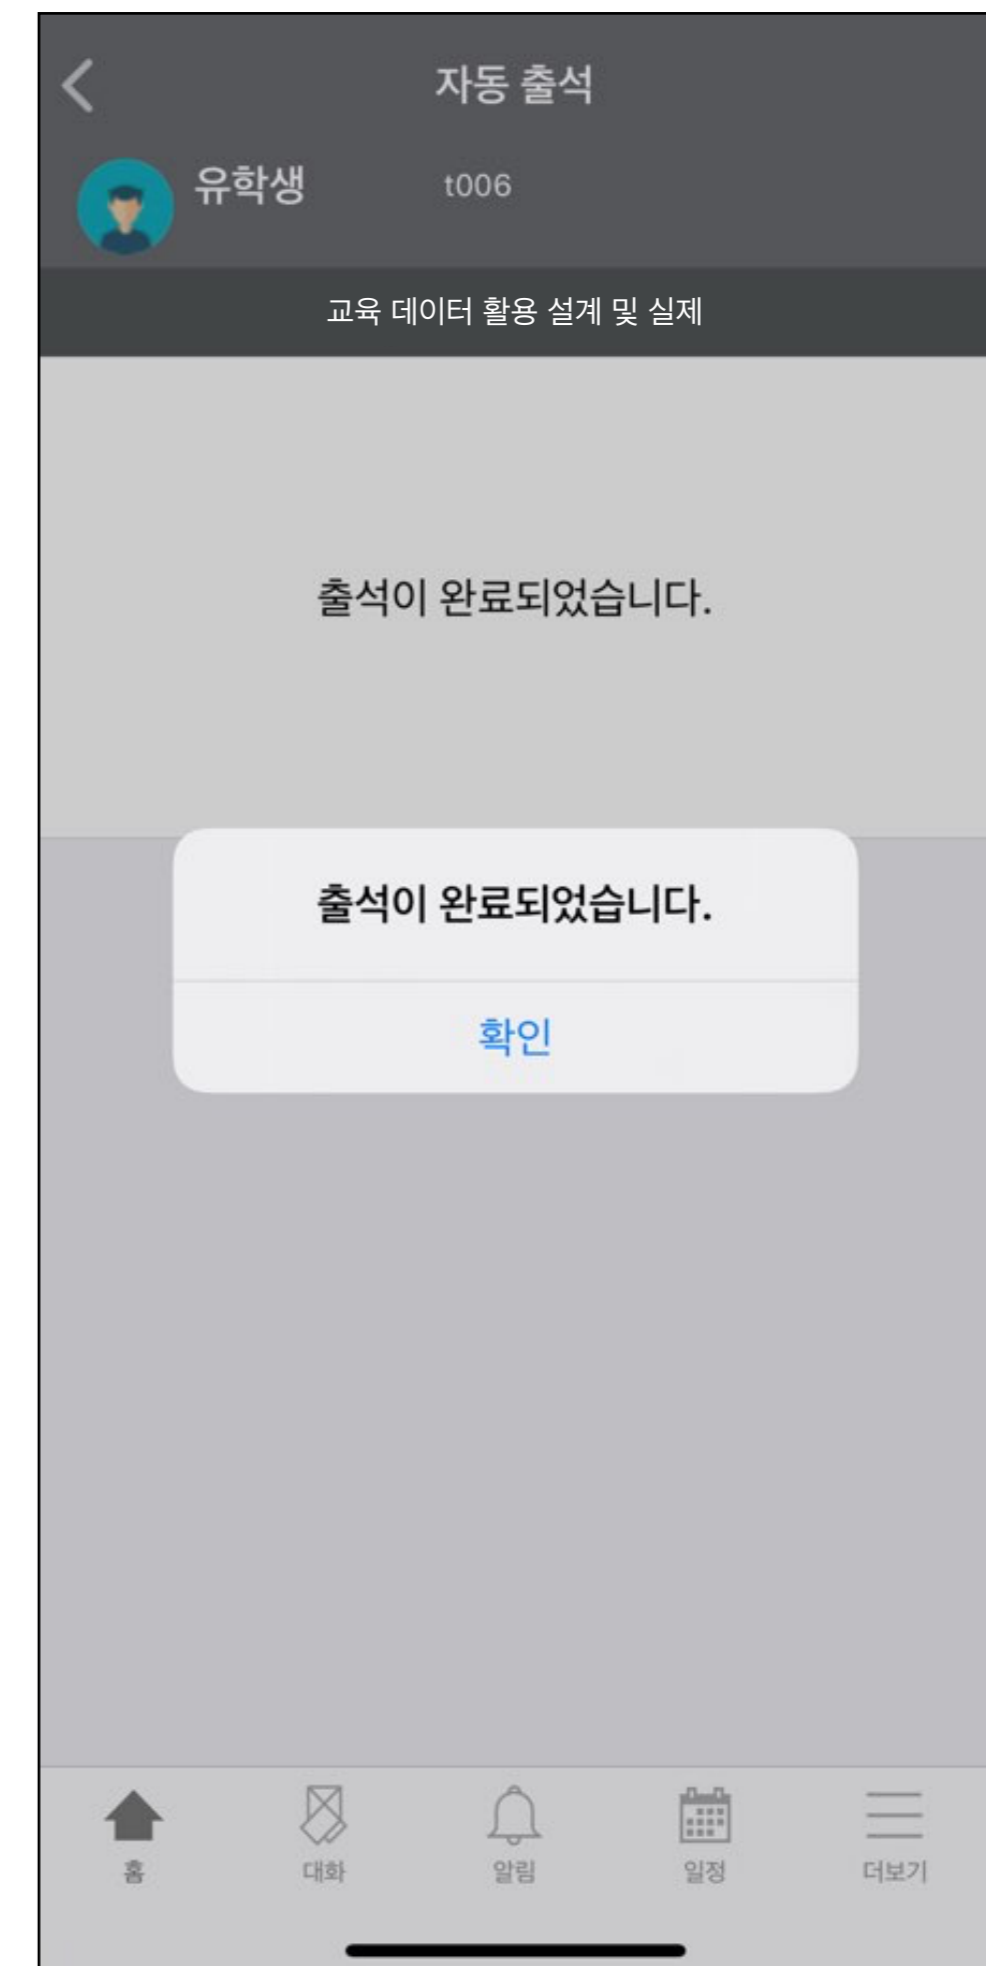 자동 출석
유학생 t006
교육 데이터 활용 설계 및 실제
출석이 완료되었습니다.
출석이 완료되었습니다.
확인
홈 대화 알림 일정 더보기